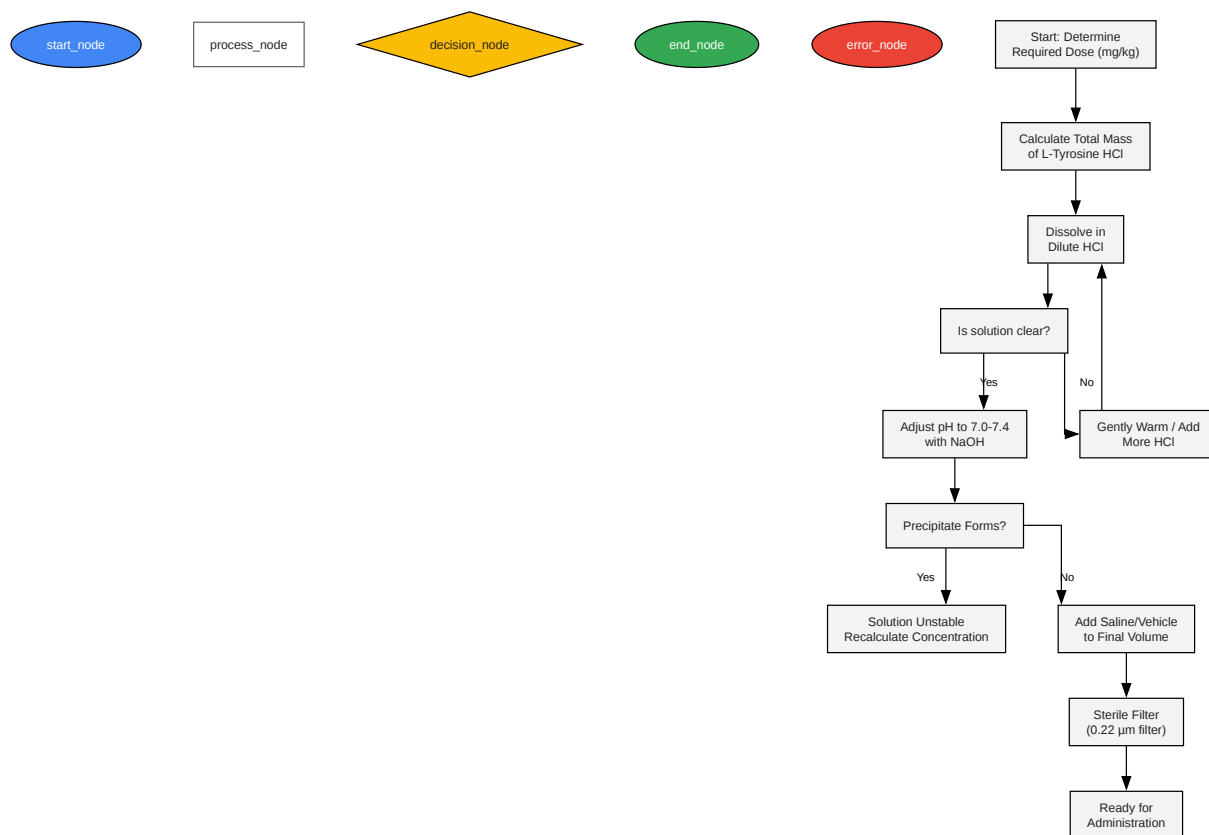 start_node
process_node
decision_node
end_node
error_node
Start: Determine
Required Dose (mg/kg)
Calculate Total Mass
of L-Tyrosine HCl
Dissolve in
Dilute HCl
Is solution clear?
Yes
No
Adjust pH to 7.0-7.4
with NaOH
Gently Warm / Add
More HCl
Precipitate Forms?
Yes
No
Solution Unstable
Recalculate Concentration
Add Saline/Vehicle
to Final Volume
Sterile Filter
(0.22 µm filter)
Ready for
Administration